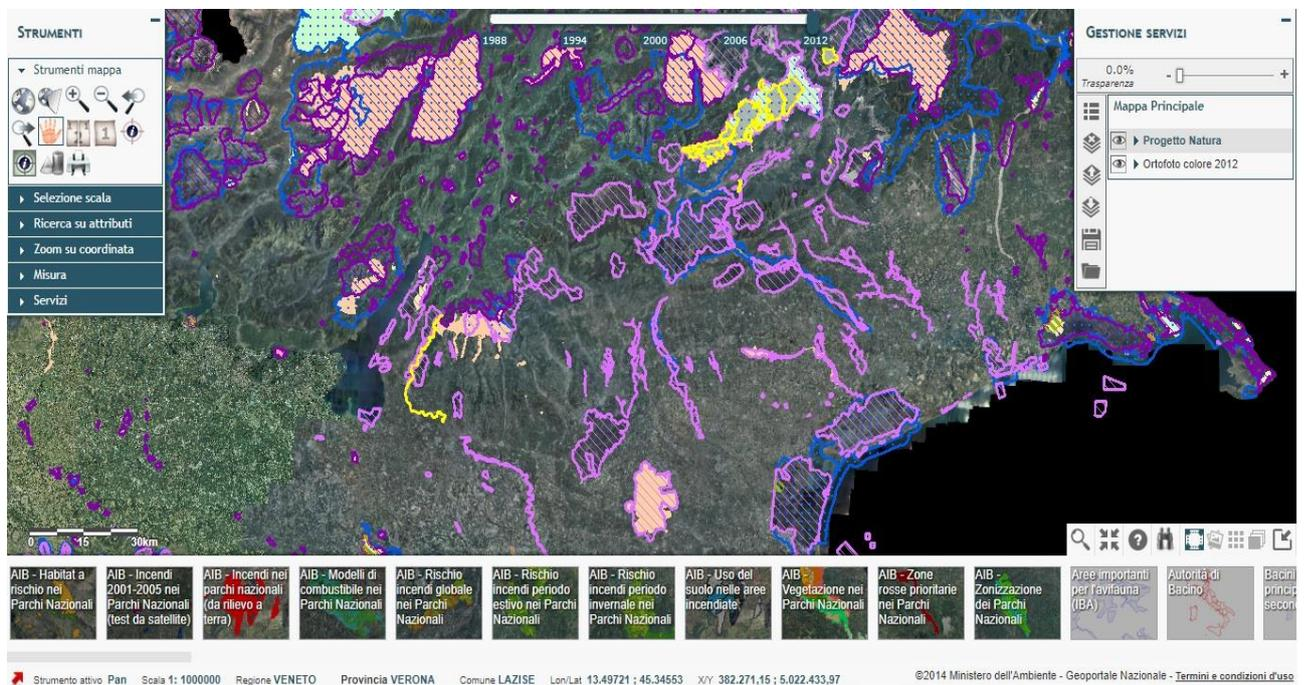 STRUMENTI
Strumenti mappa
Selezione scala
Ricerca su attributi
Zoom su coordinata
Misura
Servizi
1988 1994 2000 2006 2012
GESTIONE SERVIZI
0.0%
Trasparenza
- +
Mappa Principale
Progetto Natura
Ortofoto colore 2012
0 15 30km
AIB - Habitat a
rischio nei
Parchi Nazionali
AIB - Incendi
2001-2005 nei
Parchi Nazionali
(test da satellite)
AIB - Incendi nei
parchi nazionali
(da rilievo a
terra)
AIB - Modelli di
combustibile nei
Parchi Nazionali
AIB - Rischio
incendi globale
nei Parchi
Nazionali
AIB - Rischio
incendi periodo
estivo nei Parchi
Nazionali
AIB - Rischio
incendi periodo
invernale nei
Parchi Nazionali
AIB - Uso del
suolo nelle aree
incendiate
AIB -
Vegetazione nei
Parchi Nazionali
AIB - Zone
rosse prioritarie
nei Parchi
Nazionali
AIB -
Zonizzazione
dei Parchi
Nazionali
Aree importanti
per l'avifauna
(IBA)
Autorità di
Bacino
Bacini
princip
secon
Strumento attivo Pan Scala 1: 1000000 Regione VENETO Provincia VERONA Comune LAZISE Lon/Lat 13.49721 ; 45.34553 X/Y 382.271,15 ; 5.022.433,97
©2014 Ministero dell'Ambiente - Geoportale Nazionale - Termini e condizioni d'uso